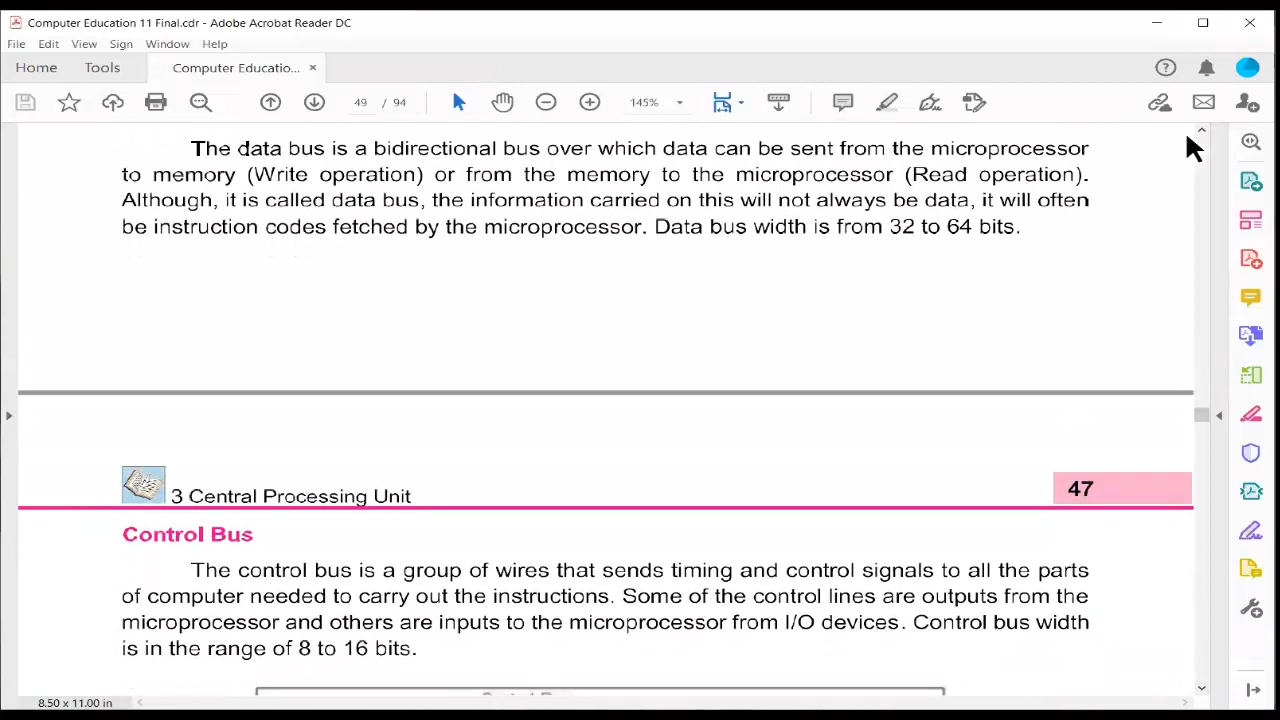 Computer Education 11 Final.cdr - Adobe Acrobat Reader DC
File Edit View Sign Window Help
Home Tools Computer Educatio... ×
49 / 94 145%
The data bus is a bidirectional bus over which data can be sent from the microprocessor
to memory (Write operation) or from the memory to the microprocessor (Read operation).
Although, it is called data bus, the information carried on this will not always be data, it will often
be instruction codes fetched by the microprocessor. Data bus width is from 32 to 64 bits.
3 Central Processing Unit 47
Control Bus
The control bus is a group of wires that sends timing and control signals to all the parts
of computer needed to carry out the instructions. Some of the control lines are outputs from the
microprocessor and others are inputs to the microprocessor from I/O devices. Control bus width
is in the range of 8 to 16 bits.
8.50 x 11.00 in